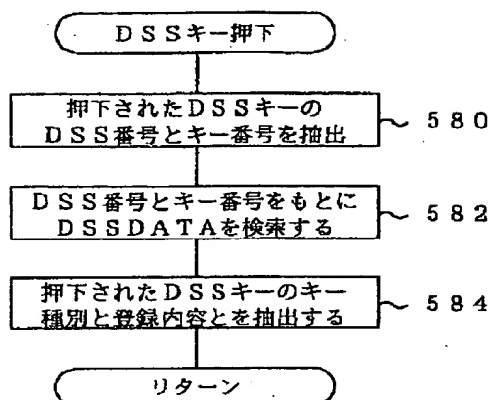 DSSキー押下
押下されたDSSキーの
DSS番号とキー番号を抽出
580
DSS番号とキー番号をもとに
DSSDATAを検索する
582
押下されたDSSキーのキー
種別と登録内容とを抽出する
584
リターン